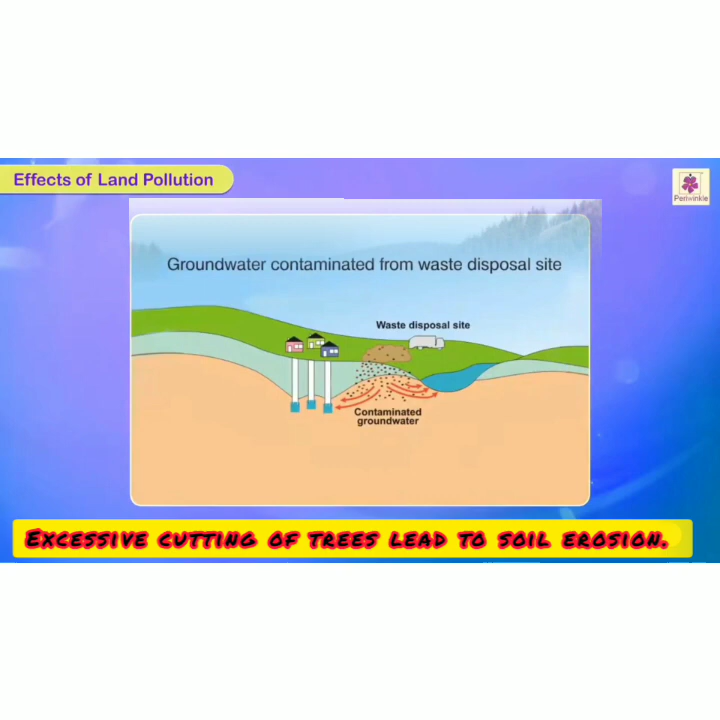 Effects of Land Pollution
Periwinkle
Groundwater contaminated from waste disposal site
Waste disposal site
Contaminated
groundwater
Excessive cutting of trees lead to soil erosion.